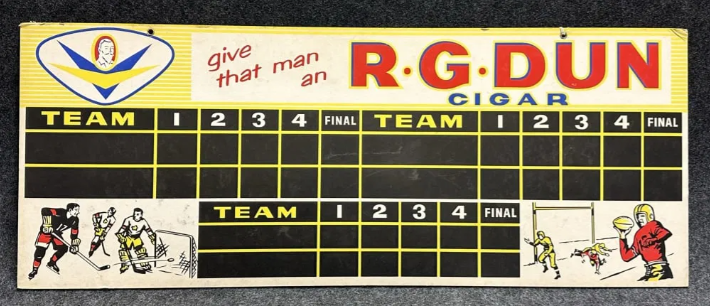 give
that man
an
R·G·DUN
CIGAR
TEAM 1 2 3 4 FINAL TEAM 1 2 3 4 FINAL
TEAM 1 2 3 4 FINAL